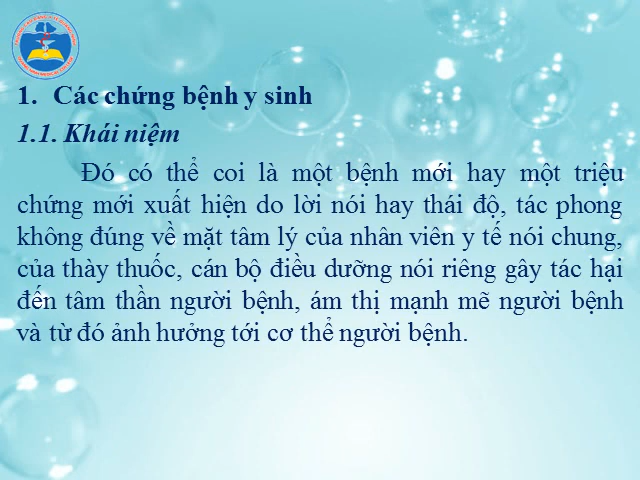 1. Các chứng bệnh y sinh
1.1. Khái niệm
Đó có thể coi là một bệnh mới hay một triệu
chứng mới xuất hiện do lời nói hay thái độ, tác phong
không đúng về mặt tâm lý của nhân viên y tế nói chung,
của thày thuốc, cán bộ điều dưỡng nói riêng gây tác hại
đến tâm thần người bệnh, ám thị mạnh mẽ người bệnh
và từ đó ảnh hưởng tới cơ thể người bệnh.